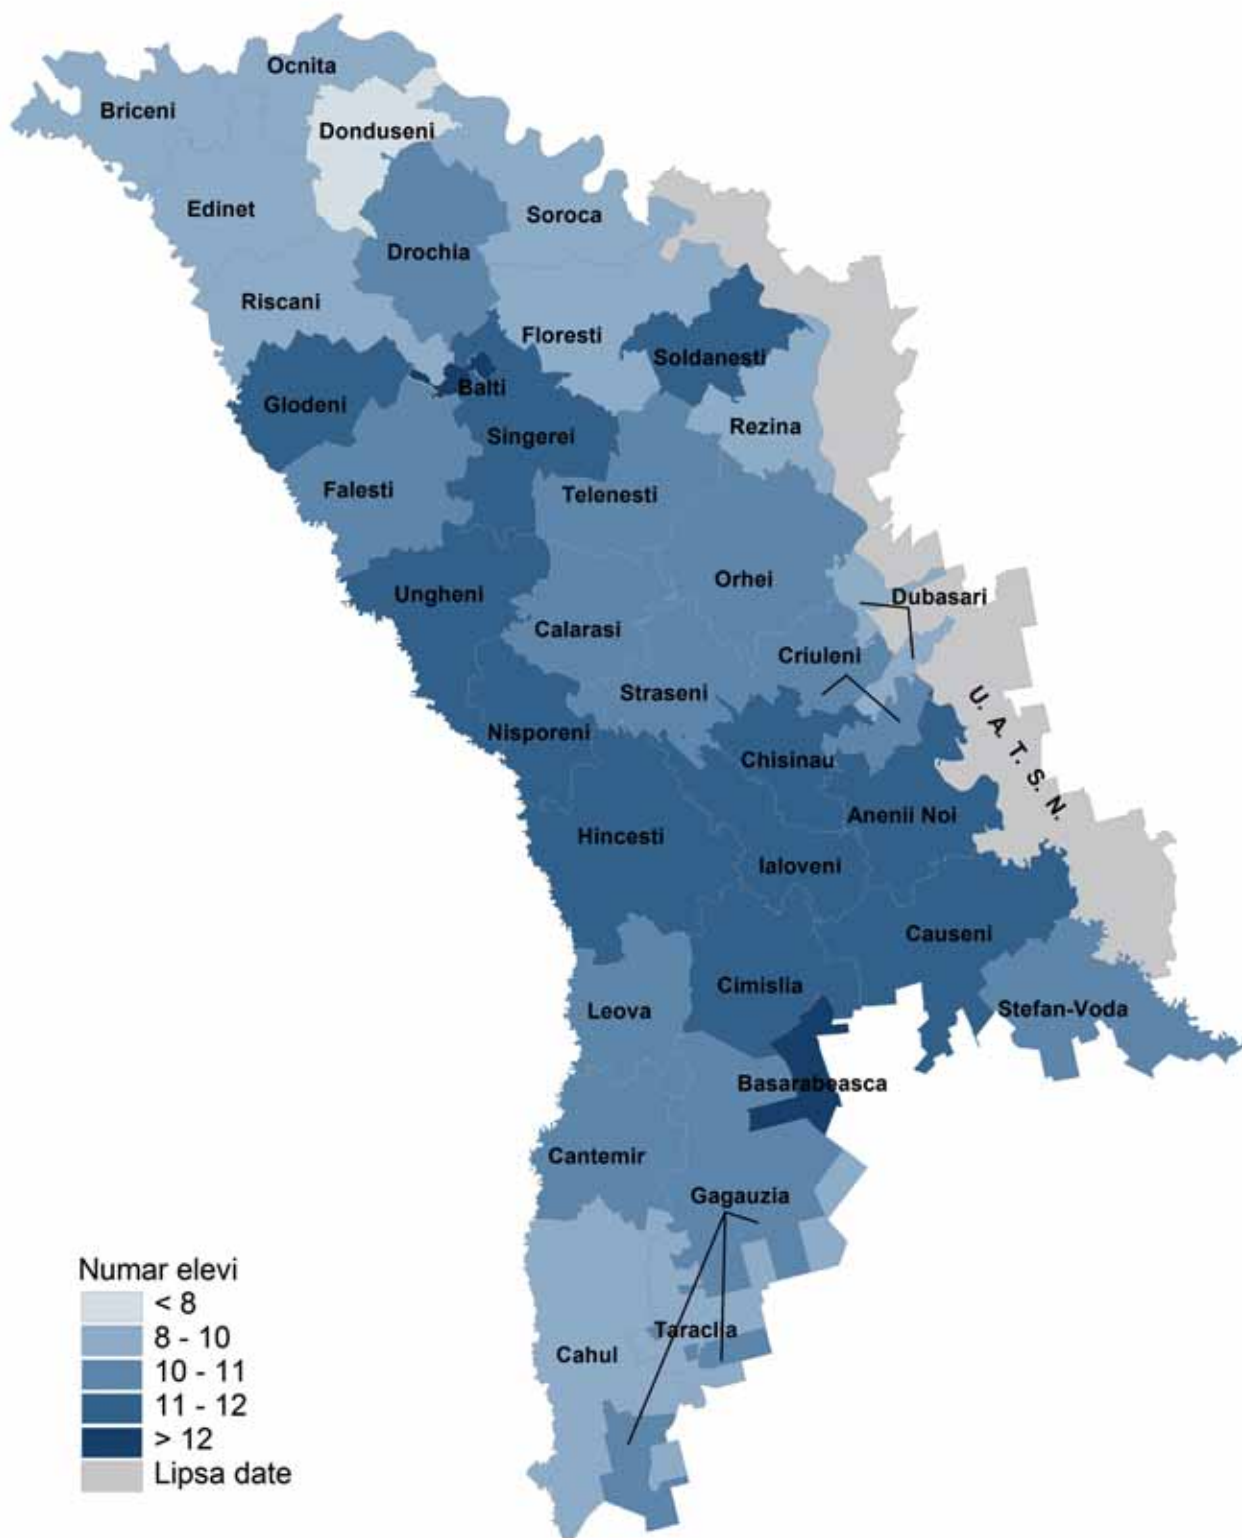 Ocnita
Briceni
Donduseni
Edinet
Soroca
Drochia
Riscani
Floresti
Soldanesti
Balti
Glodeni
Rezina
Singerei
Falesti
Telenesti
Orhei
Ungheni
Dubasari
Calarasi
Criuleni
Straseni
U. A. T. S. N.
Nisporeni
Chisinau
Anenii Noi
Hincesti
Ialoveni
Causeni
Cimislia
Leova
Stefan-Voda
Basarabeasca
Cantemir
Gagauzia
Taraclia
Cahul
Numar elevi
< 8
8 - 10
10 - 11
11 - 12
> 12
Lipsa date